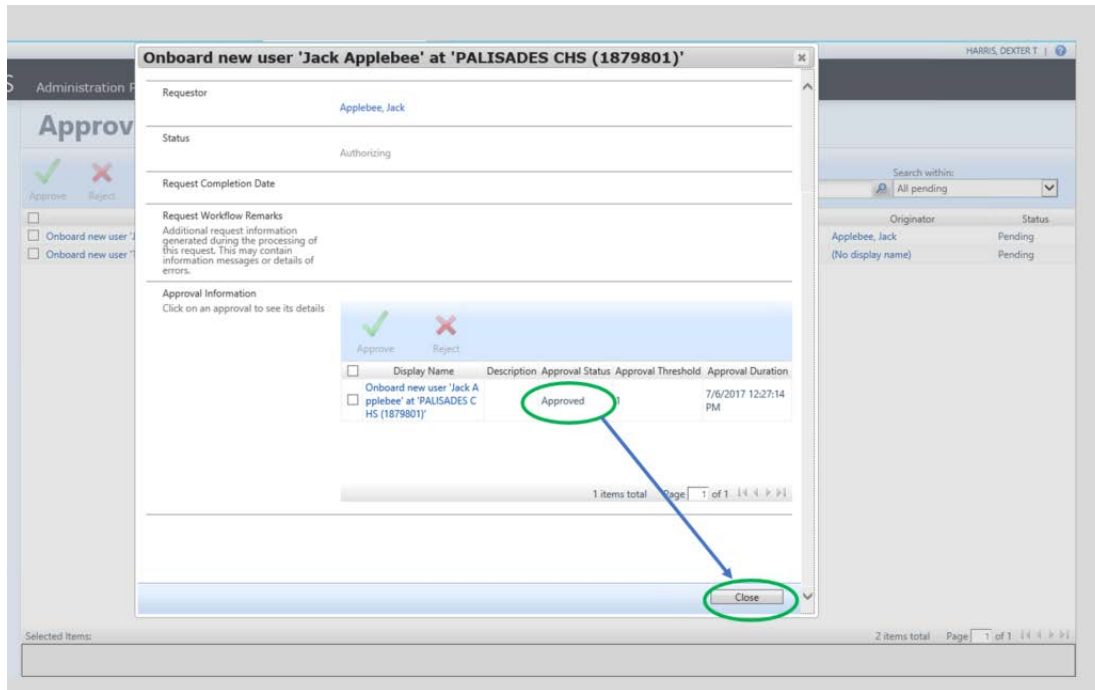 HARRIS, DEXTER T |
Onboard new user 'Jack Applebee' at 'PALISADES CHS (1879801)'
S Administration P
Approv
Approve Reject
Search within:
All pending
Originator Status
Onboard new user 'J
Applebee, Jack Pending
Onboard new user 'T
(No display name) Pending
Requestor
Applebee, Jack
Status
Authorizing
Request Completion Date
Request Workflow Remarks
Additional request information
generated during the processing of
this request. This may contain
information messages or details of
errors.
Approval Information
Click on an approval to see its details
Approve Reject
Display Name Description Approval Status Approval Threshold Approval Duration
Onboard new user 'Jack A
pplebee' at 'PALISADES C
HS (1879801)'
Approved 1
7/6/2017 12:27:14
PM
1 items total Page 1 of 1
Close
Selected Items:
2 items total Page 1 of 1